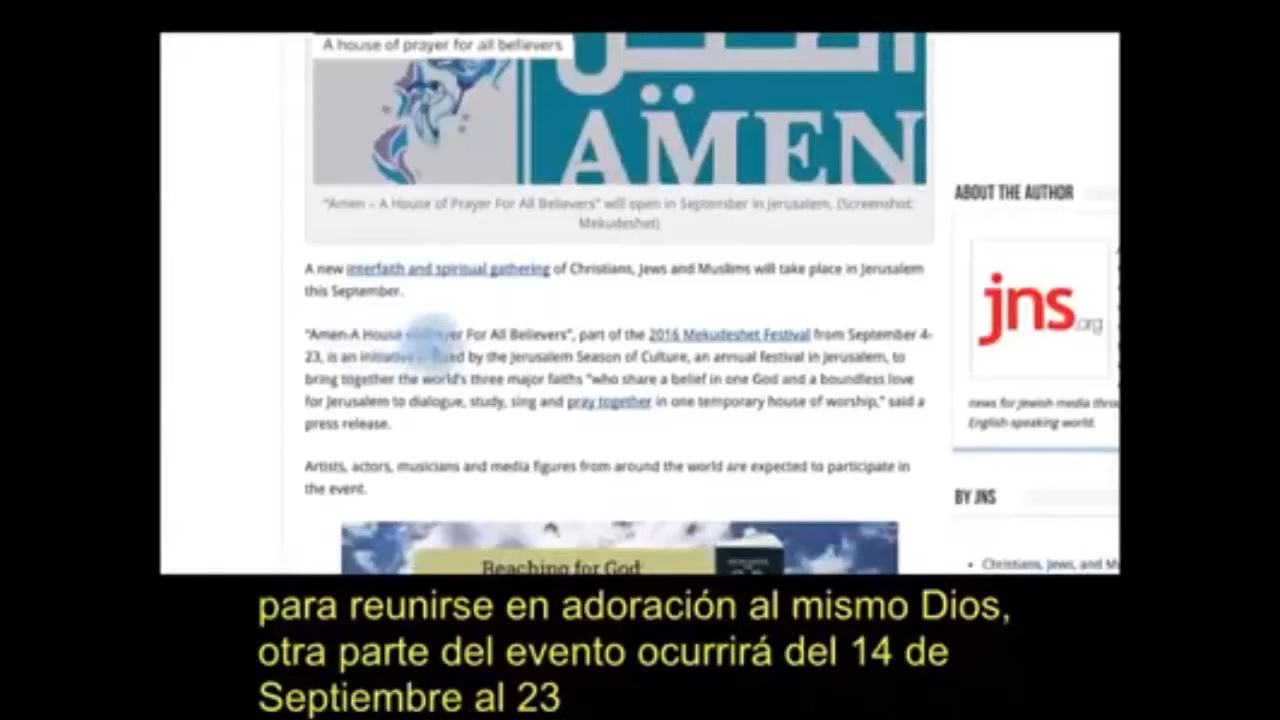 A house of prayer for all believers
AMEN
"Amen – A House of Prayer For All Believers" will open in September in Jerusalem. (Screenshot:
Mekudeshet)
A new interfaith and spiritual gathering of Christians, Jews and Muslims will take place in Jerusalem
this September.
"Amen-A House Prayer For All Believers", part of the 2016 Mekudeshet Festival from September 4-
23, is an initiative by the Jerusalem Season of Culture, an annual festival in Jerusalem, to
bring together the world's three major faiths "who share a belief in one God and a boundless love
for Jerusalem to dialogue, study, sing and pray together in one temporary house of worship," said a
press release.
Artists, actors, musicians and media figures from around the world are expected to participate in
the event.
Reaching for God
ABOUT THE AUTHOR
jns.org
news for Jewish media
English-speaking world.
BY JNS
• Christians, Jews, and
para reunirse en adoración al mismo Dios,
otra parte del evento ocurrirá del 14 de
Septiembre al 23